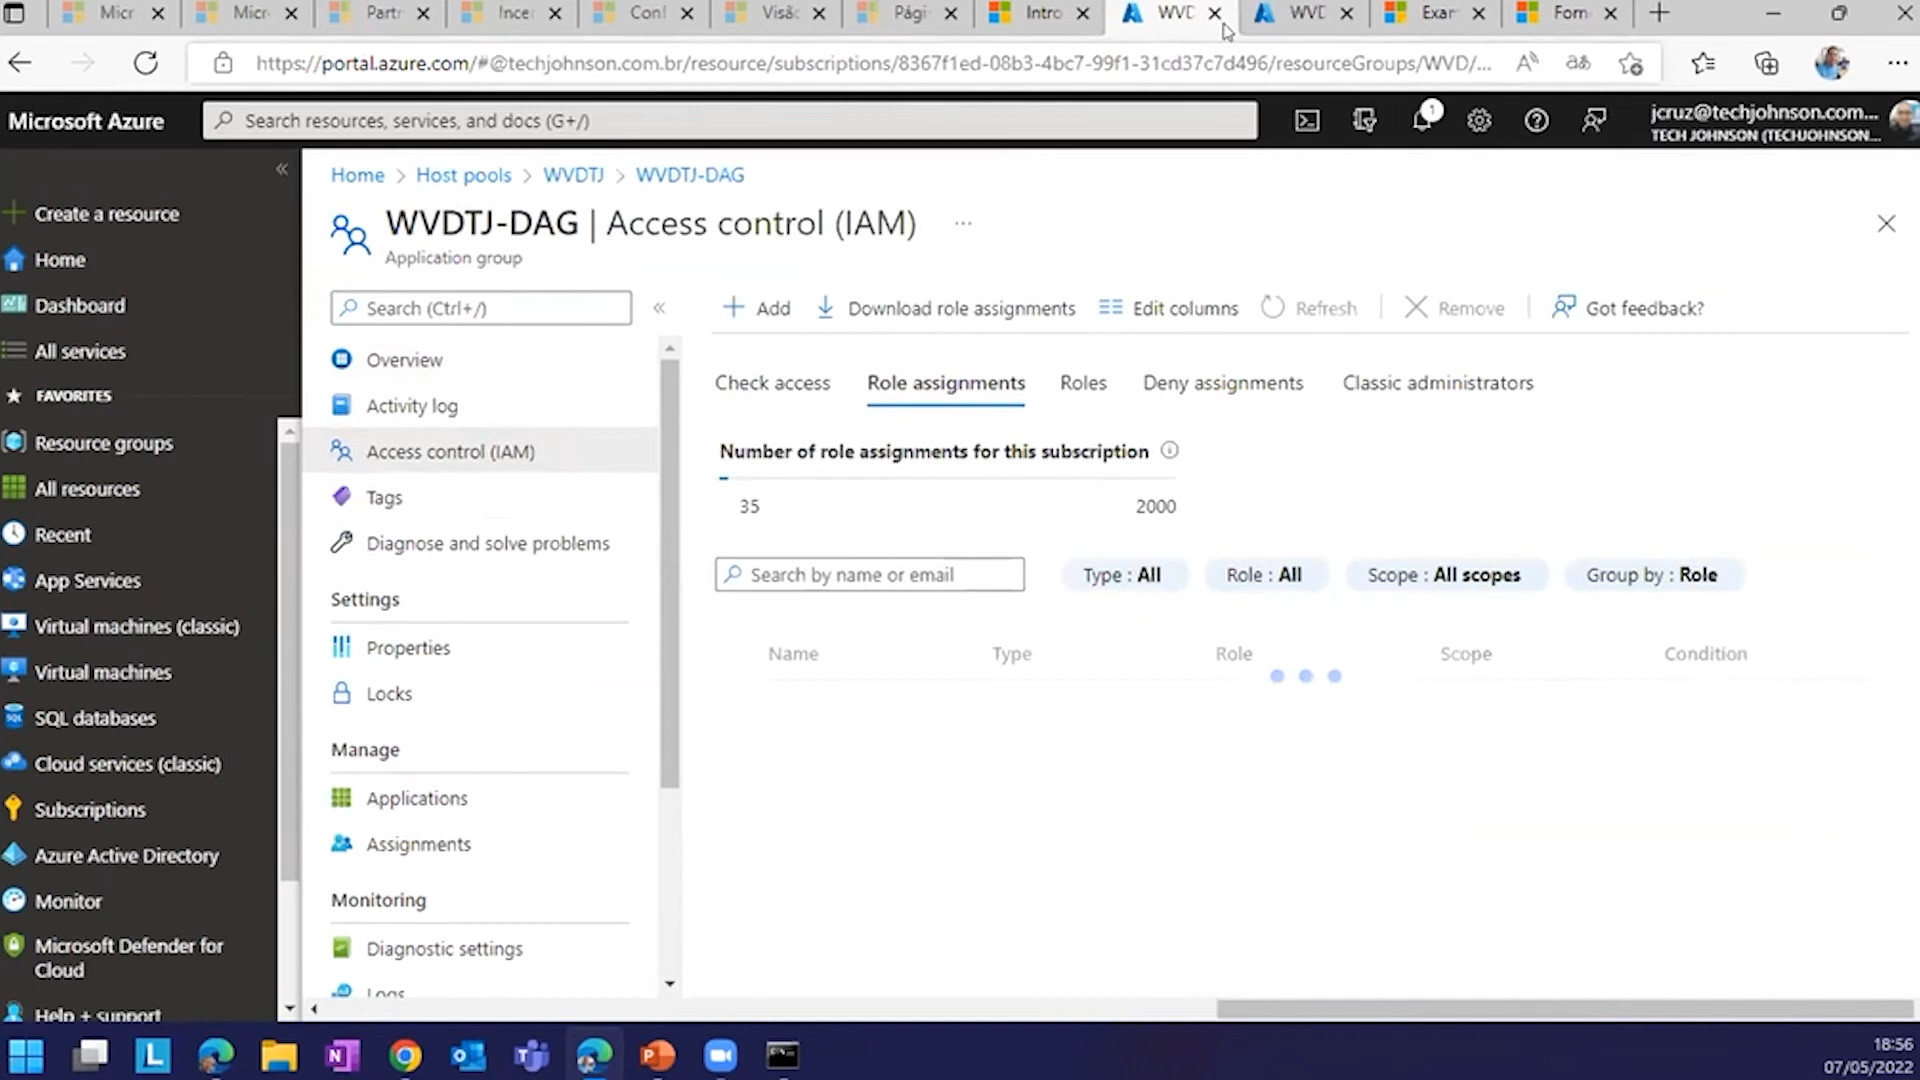 Micr
Micr
Partr
Incer
Conf
Visão
Pági
Intro
WVD
WVD
Exar
Forn
https://portal.azure.com/#@techjohnson.com.br/resource/subscriptions/8367f1ed-08b3-4bc7-99f1-31cd37c7d496/resourceGroups/WVD/...
Microsoft Azure
Search resources, services, and docs (G+/)
1
jcruz@techjohnson.com...
TECH JOHNSON (TECHJOHNSON...
Create a resource
Home
Dashboard
All services
FAVORITES
Resource groups
All resources
Recent
App Services
Virtual machines (classic)
Virtual machines
SQL databases
Cloud services (classic)
Subscriptions
Azure Active Directory
Monitor
Microsoft Defender for
Cloud
Help + support
Home > Host pools > WVDTJ > WVDTJ-DAG
WVDTJ-DAG | Access control (IAM) ...
Application group
Search (Ctrl+/)
Overview
Activity log
Access control (IAM)
Tags
Diagnose and solve problems
Settings
Properties
Locks
Manage
Applications
Assignments
Monitoring
Diagnostic settings
Logs
Add
Download role assignments
Edit columns
Refresh
Remove
Got feedback?
Check access
Role assignments
Roles
Deny assignments
Classic administrators
Number of role assignments for this subscription
35
2000
Search by name or email
Type : All
Role : All
Scope : All scopes
Group by : Role
Name
Type
Role
Scope
Condition
18:56
07/05/2022